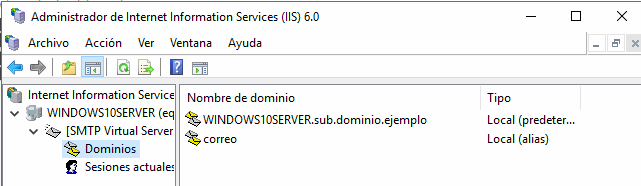 Administrador de Internet Information Services (IIS) 6.0
Archivo Acción Ver Ventana Ayuda
Internet Information Service
WINDOWS10SERVER (eq
[SMTP Virtual Server
Dominios
Sesiones actuales
Nombre de dominio Tipo
WINDOWS10SERVER.sub.dominio.ejemplo Local (predeter...
correo Local (alias)